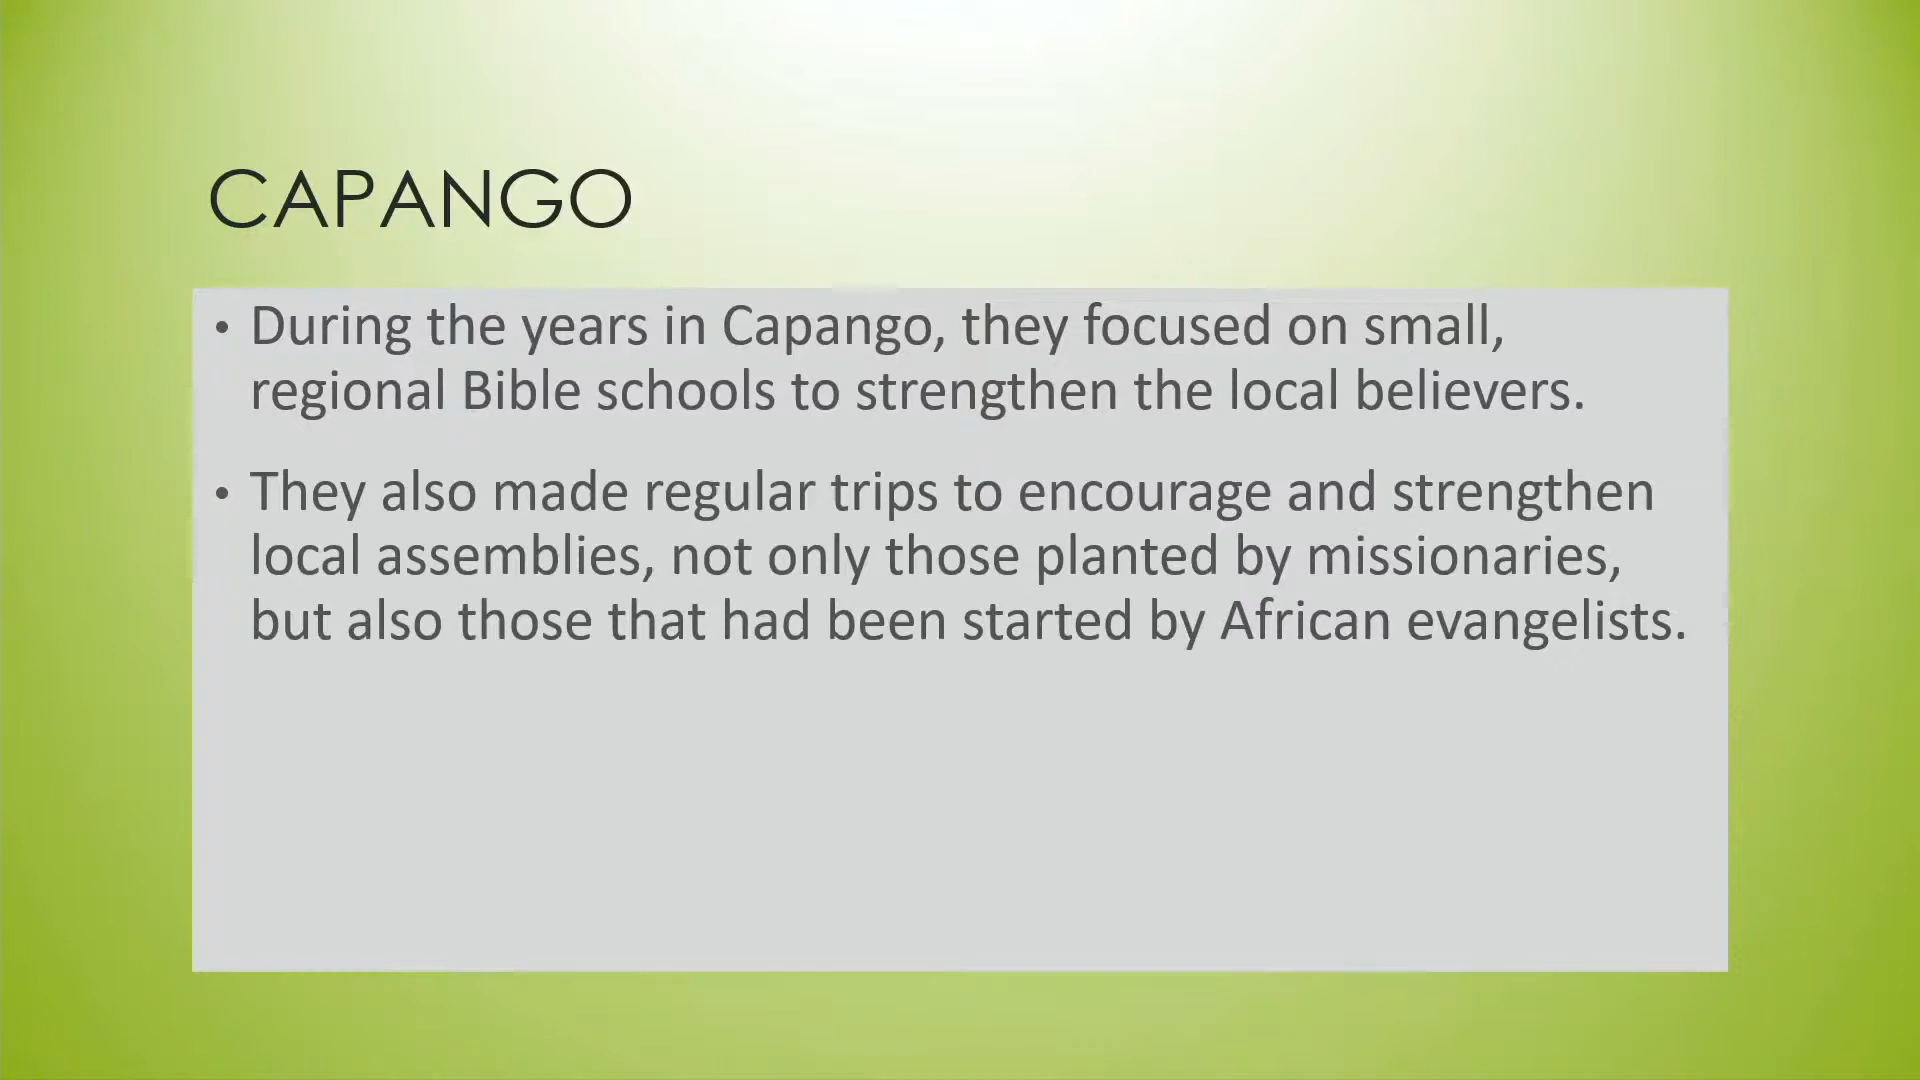 CAPANGO
• During the years in Capango, they focused on small,
regional Bible schools to strengthen the local believers.
• They also made regular trips to encourage and strengthen
local assemblies, not only those planted by missionaries,
but also those that had been started by African evangelists.